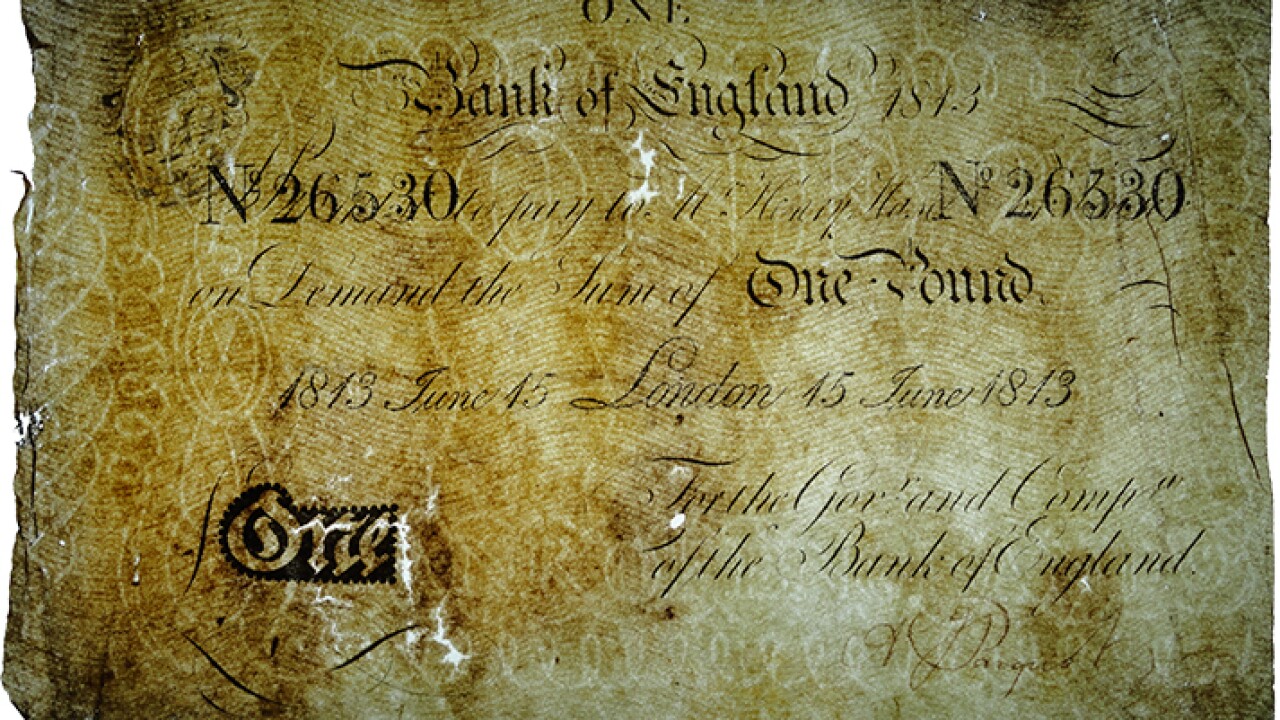 ONE
Bank of England 1813
Nº 26530 to pay to Mr Henry Nº 26530
on Demand the Sum of One Pound.
1813 June 15 London 15 June 1813
For the Govr. and Compa.
of the Bank of England.
One